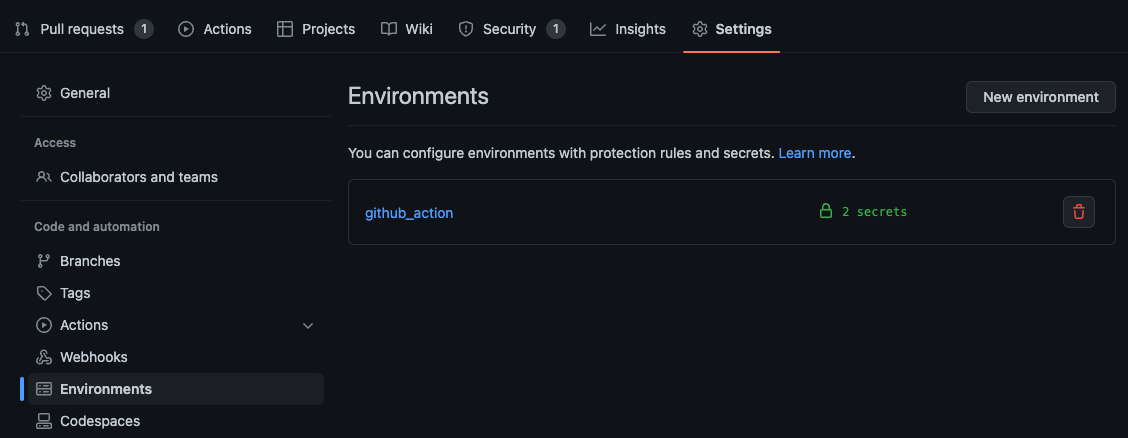 Pull requests 1 Actions Projects Wiki Security 1 Insights Settings
General
Access
Collaborators and teams
Code and automation
Branches
Tags
Actions
Webhooks
Environments
Codespaces
Environments
New environment
You can configure environments with protection rules and secrets. Learn more.
github_action 2 secrets